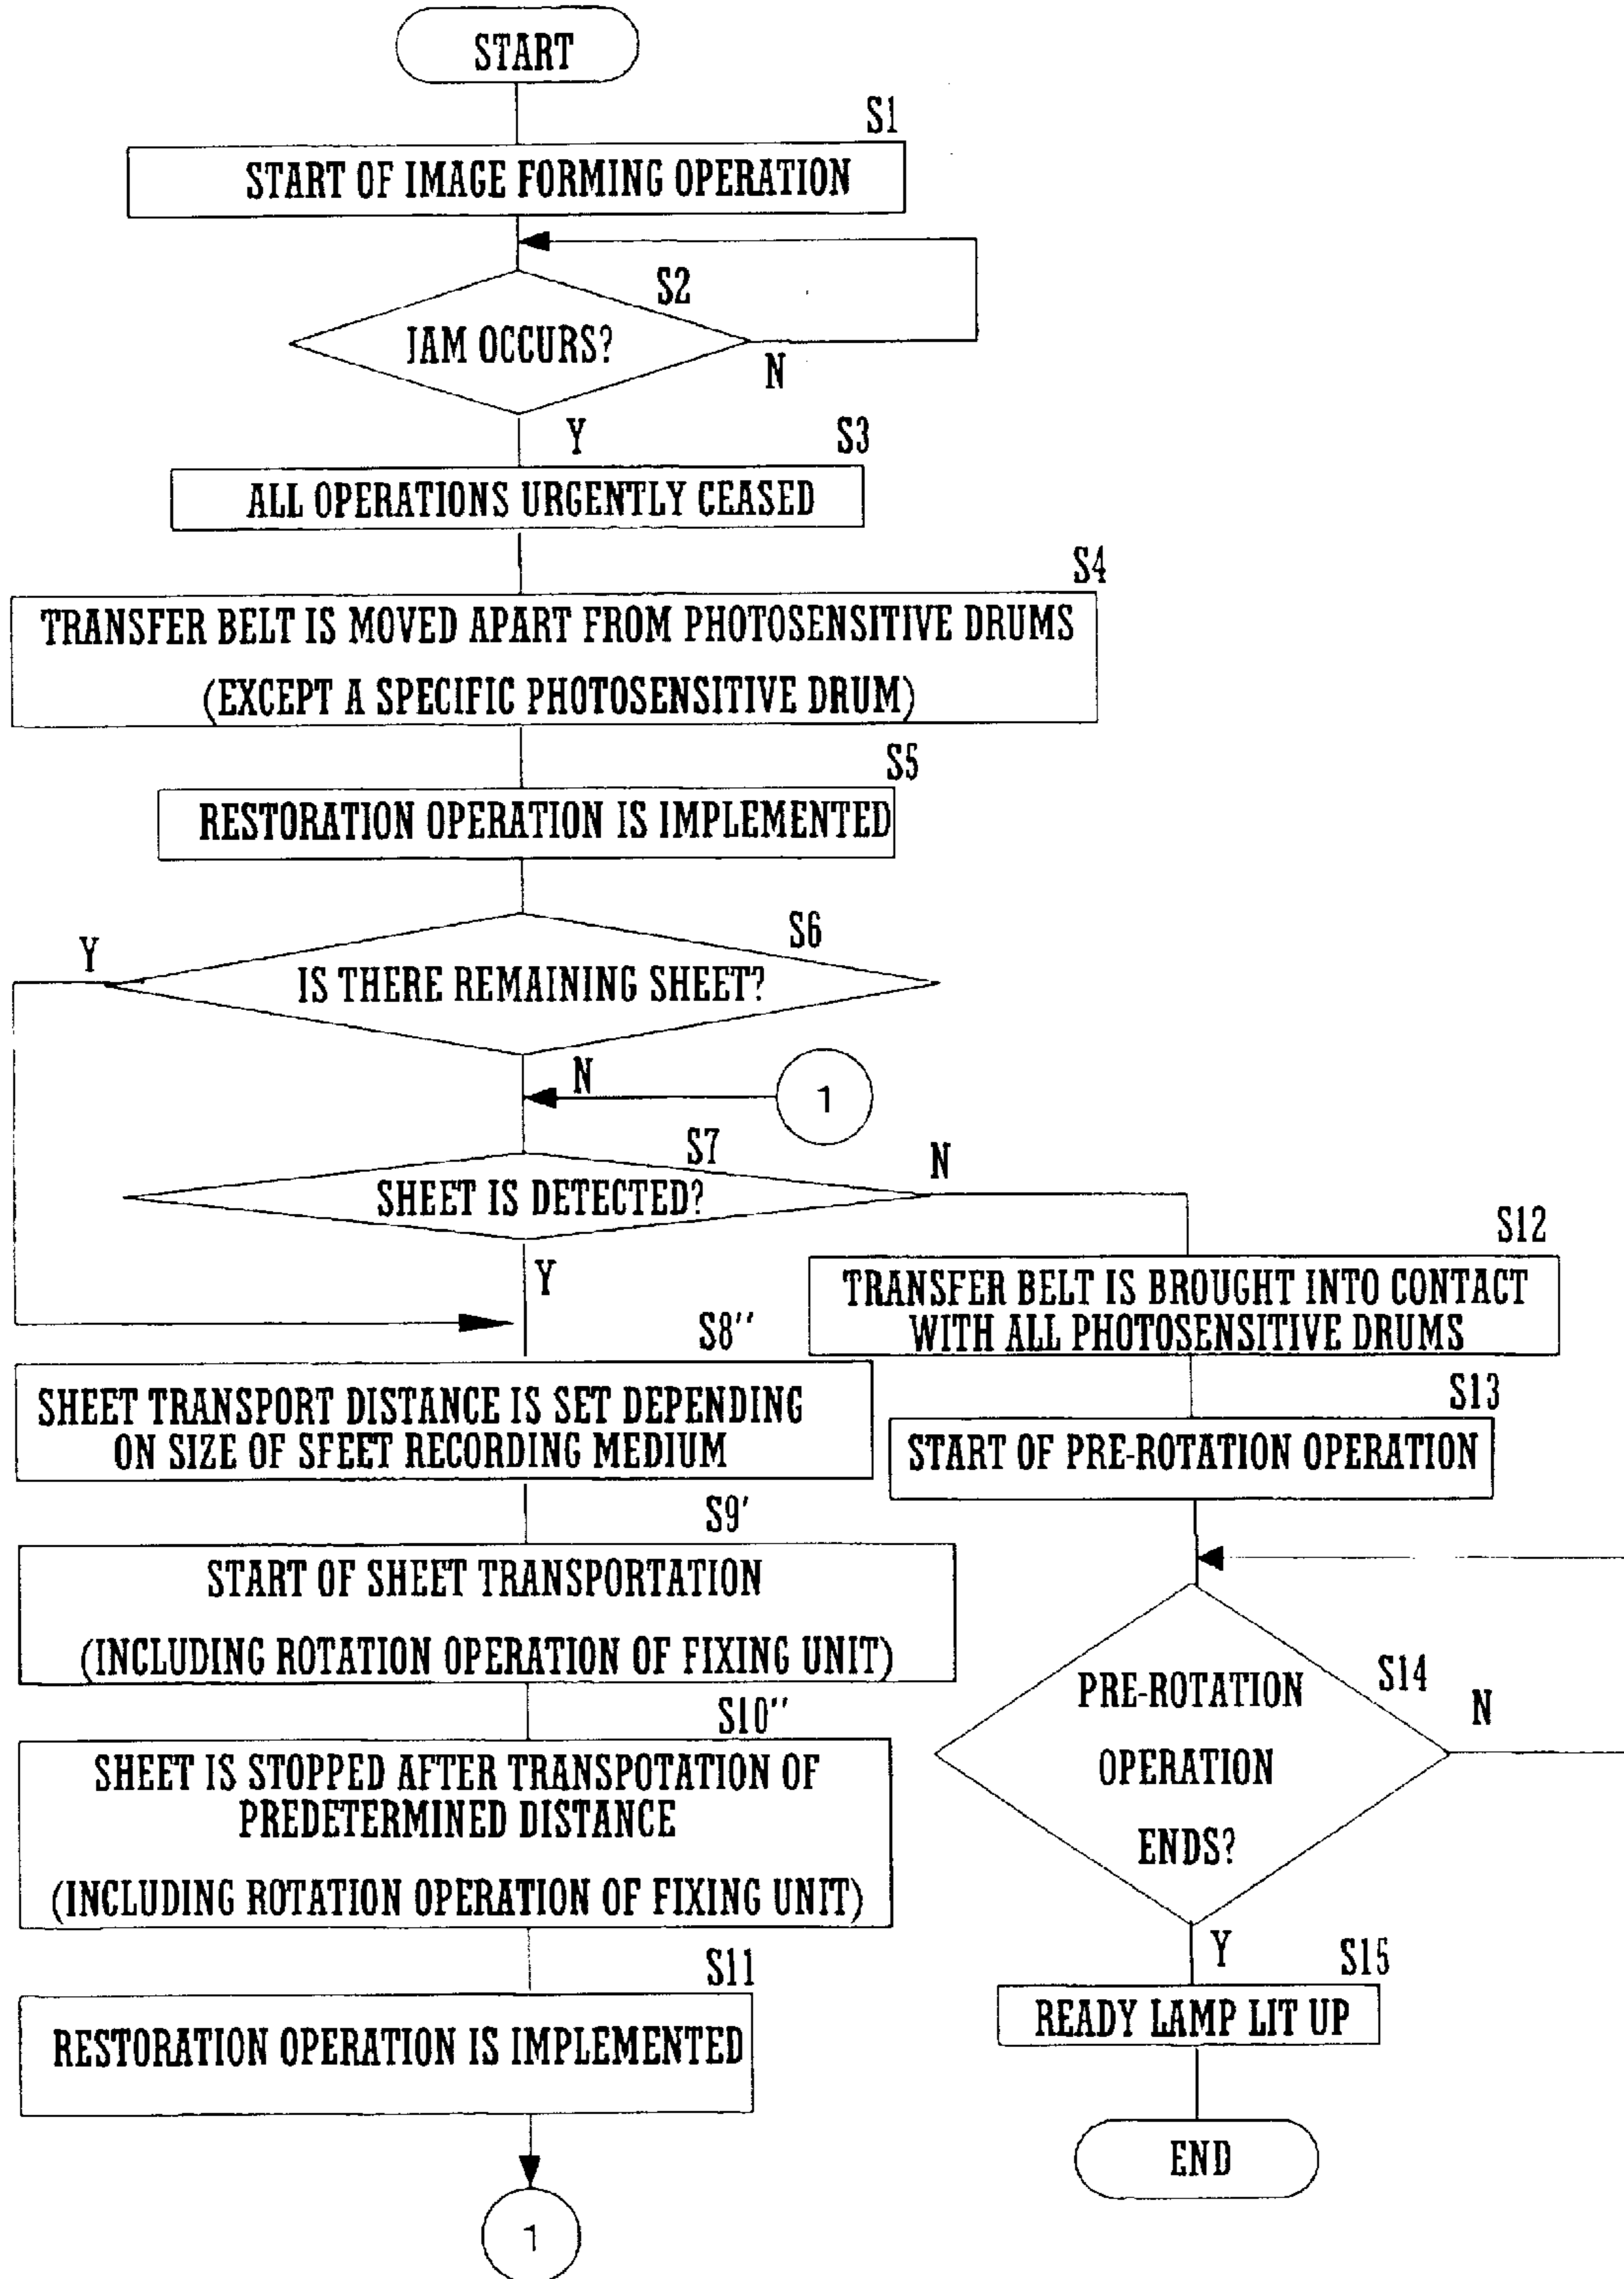 START
S1
START OF IMAGE FORMING OPERATION
S2
JAM OCCURS?
N
Y
S3
ALL OPERATIONS URGENTLY CEASED
S4
TRANSFER BELT IS MOVED APART FROM PHOTOSENSITIVE DRUMS
(EXCEPT A SPECIFIC PHOTOSENSITIVE DRUM)
S5
RESTORATION OPERATION IS IMPLEMENTED
S6
Y
IS THERE REMAINING SHEET?
N
1
S7
N
SHEET IS DETECTED?
Y
S8''
SHEET TRANSPORT DISTANCE IS SET DEPENDING
ON SIZE OF SFEET RECORDING MEDIUM
S9'
START OF SHEET TRANSPORTATION
(INCLUDING ROTATION OPERATION OF FIXING UNIT)
S10''
SHEET IS STOPPED AFTER TRANSPOTATION OF
PREDETERMINED DISTANCE
(INCLUDING ROTATION OPERATION OF FIXING UNIT)
S11
RESTORATION OPERATION IS IMPLEMENTED
1
S12
TRANSFER BELT IS BROUGHT INTO CONTACT
WITH ALL PHOTOSENSITIVE DRUMS
S13
START OF PRE-ROTATION OPERATION
S14
PRE-ROTATION
OPERATION
ENDS?
N
Y
S15
READY LAMP LIT UP
END